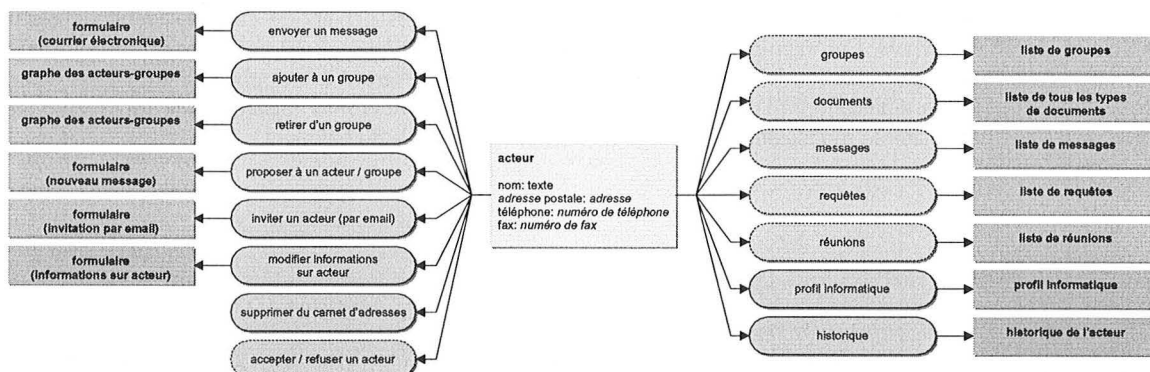 formulaire
(courrier électronique)
envoyer un message
graphe des acteurs-groupes
ajouter à un groupe
graphe des acteurs-groupes
retirer d'un groupe
formulaire
(nouveau message)
proposer à un acteur / groupe
formulaire
(invitation par email)
inviter un acteur (par email)
formulaire
(informations sur acteur)
modifier informations
sur acteur
supprimer du carnet d'adresses
accepter / refuser un acteur
acteur
nom: texte
adresse postale: adresse
téléphone: numéro de téléphone
fax: numéro de fax
groupes
liste de groupes
documents
liste de tous les types
de documents
messages
liste de messages
requêtes
liste de requêtes
réunions
liste de réunions
profil informatique
profil informatique
historique
historique de l'acteur